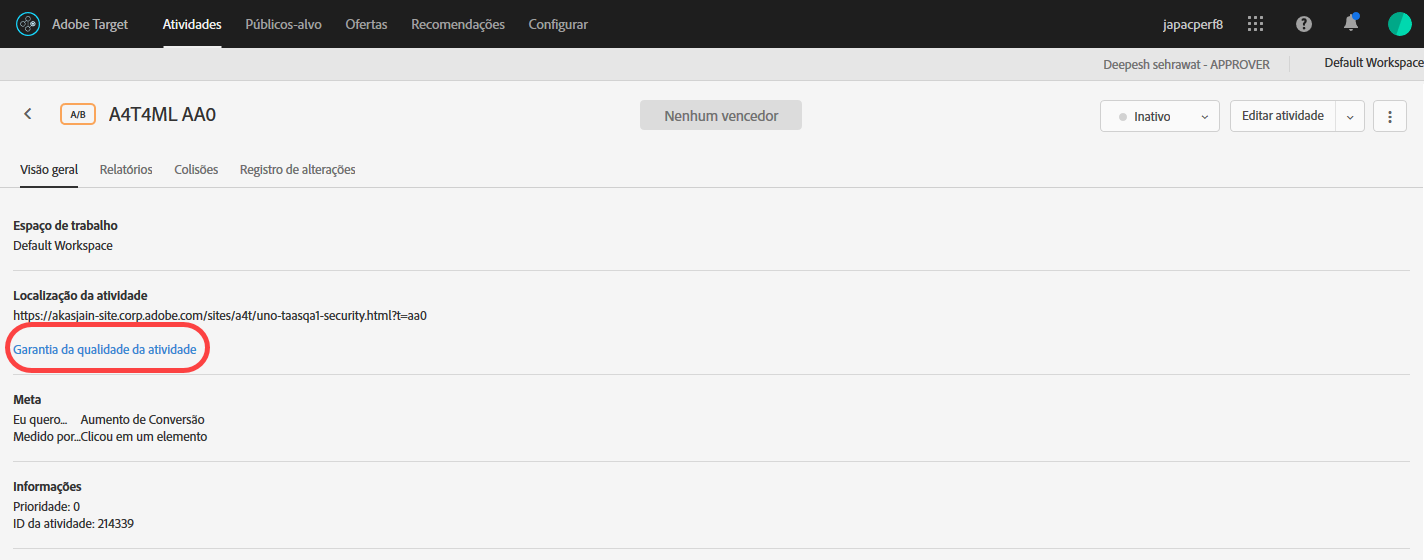 Adobe Target Atividades Públicos-alvo Ofertas Recomendações Configurar japacperf8
Deepesh sehrawat - APPROVER Default Workspace
A/B A4T4ML AA0 Nenhum vencedor Inativo Editar atividade
Visão geral Relatórios Colisões Registro de alterações
Espaço de trabalho
Default Workspace
Localização da atividade
https://akasjain-site.corp.adobe.com/sites/a4t/uno-taasqa1-security.html?t=aa0
Garantia da qualidade da atividade
Meta
Eu quero... Aumento de Conversão
Medido por...Clicou em um elemento
Informações
Prioridade: 0
ID da atividade: 214339